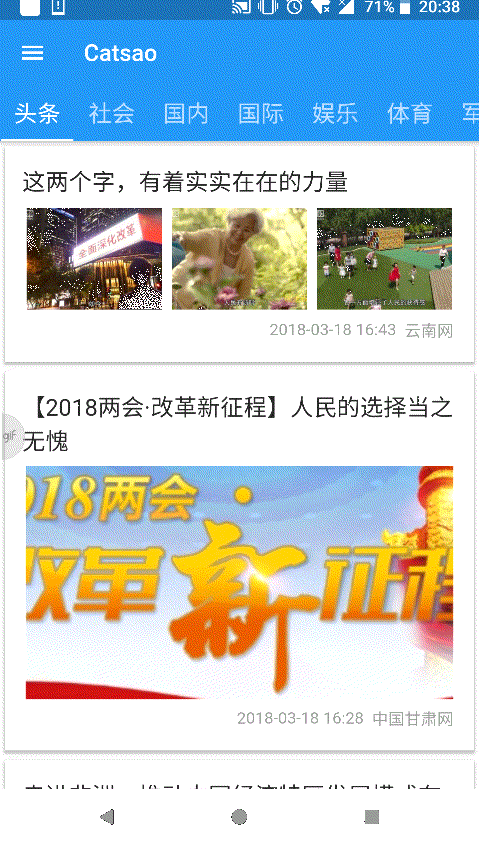 71% 20:38
Catsao
头条 社会 国内 国际 娱乐 体育 军
这两个字，有着实实在在的力量
全面深化改革
2018-03-18 16:43 云南网
【2018两会·改革新征程】人民的选择当之
无愧
gif
2018两会
改革新征程
2018-03-18 16:28 中国甘肃网